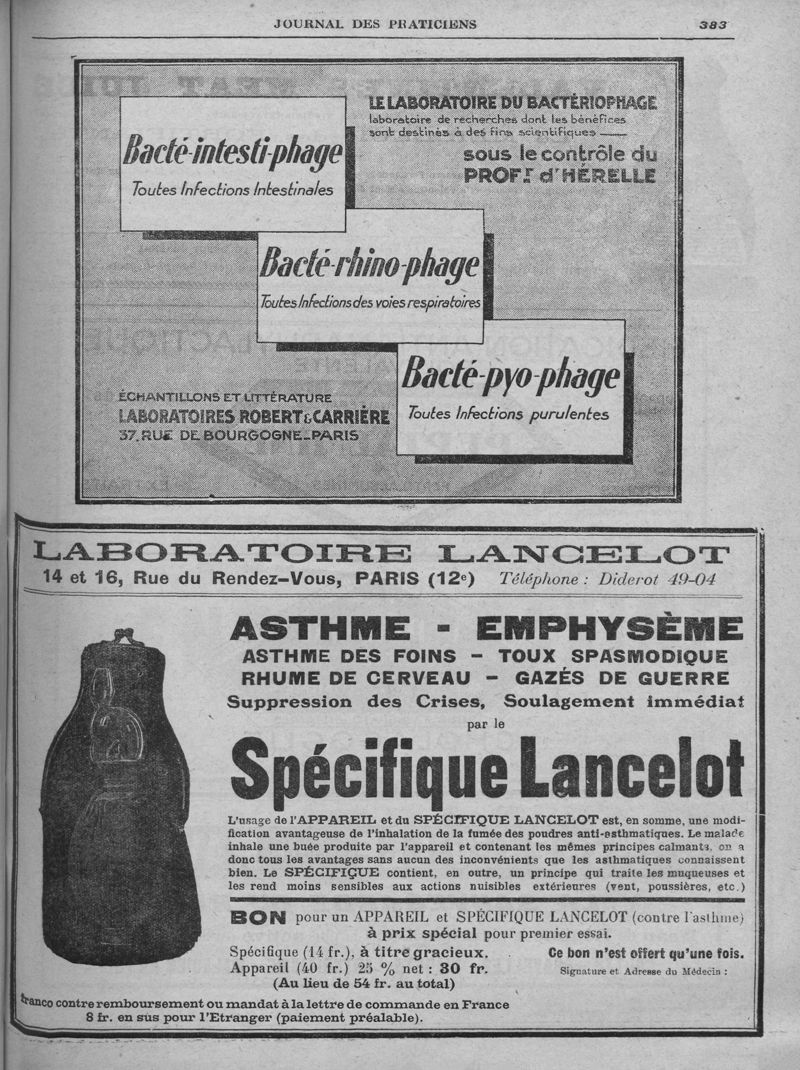 JOURNAL DES PRATICIENS 383
Bacté-intesti-phage
Toutes Infections Intestinales
LE LABORATOIRE DU BACTÉRIOPHAGE
laboratoire de recherches dont les bénéfices
sont destinés à des fins scientifiques
sous le contrôle du
PROFR d'HÉRELLE
Bacté-rhino-phage
Toutes Infections des voies respiratoires
Bacté-pyo-phage
Toutes Infections purulentes
ÉCHANTILLONS ET LITTÉRATURE
LABORATOIRES ROBERT & CARRIÈRE
37, RUE DE BOURGOGNE_PARIS
LABORATOIRE LANCELOT
14 et 16, Rue du Rendez-Vous, PARIS (12e) Téléphone : Diderot 49-04
ASTHME - EMPHYSÈME
ASTHME DES FOINS - TOUX SPASMODIQUE
RHUME DE CERVEAU - GAZÉS DE GUERRE
Suppression des Crises, Soulagement immédiat
par le
Spécifique Lancelot
L'usage de l'APPAREIL et du SPÉCIFIQUE LANCELOT est, en somme, une modi-
fication avantageuse de l'inhalation de la fumée des poudres anti-asthmatiques. Le malade
inhale une buée produite par l'appareil et contenant les mêmes principes calmants, on a
donc tous les avantages sans aucun des inconvénients que les asthmatiques connaissent
bien. Le SPÉCIFIQUE contient, en outre, un principe qui traite les muqueuses et
les rend moins sensibles aux actions nuisibles extérieures (vent, poussières, etc.)
BON pour un APPAREIL et SPÉCIFIQUE LANCELOT (contre l'asthme)
à prix spécial pour premier essai.
Spécifique (14 fr.), à titre gracieux. Ce bon n'est offert qu'une fois.
Appareil (40 fr.) 25 % net : 30 fr. Signature et Adresse du Médecin :
(Au lieu de 54 fr. au total)
franco contre remboursement ou mandat à la lettre de commande en France
8 fr. en sus pour l'Etranger (paiement préalable).